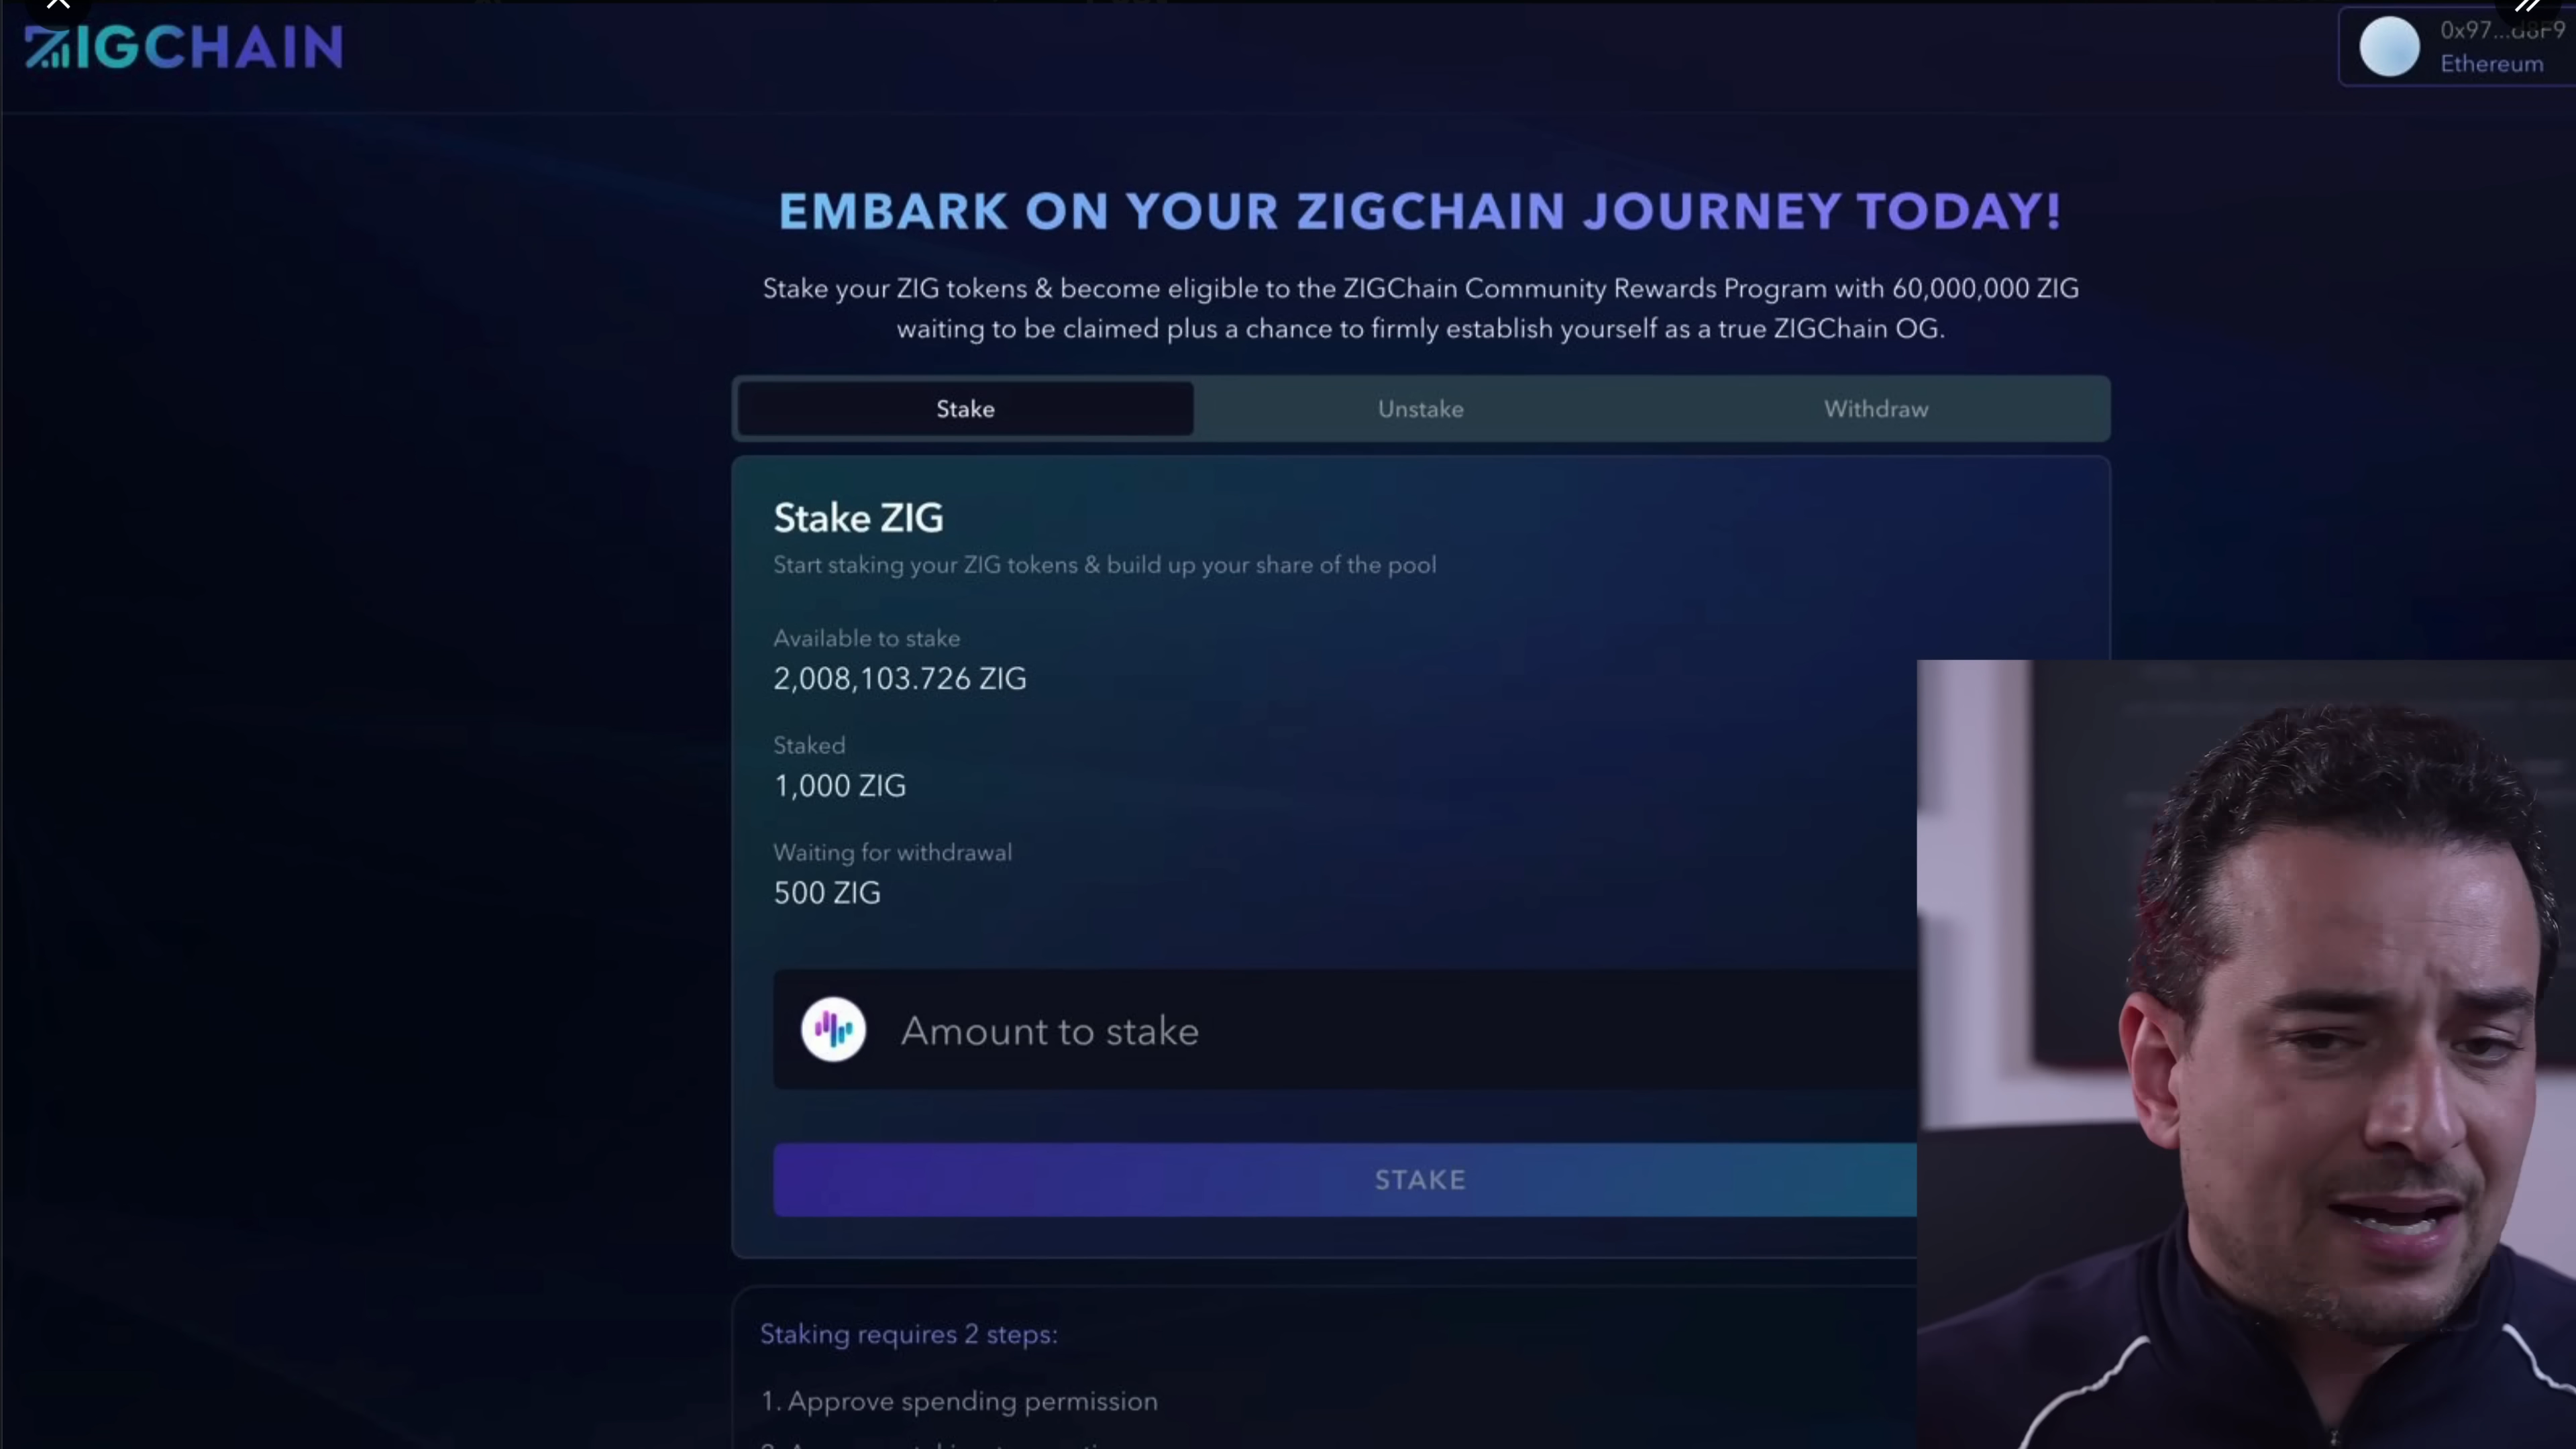 ZIGCHAIN
0x97...d8F9
Ethereum
EMBARK ON YOUR ZIGCHAIN JOURNEY TODAY!
Stake your ZIG tokens & become eligible to the ZIGChain Community Rewards Program with 60,000,000 ZIG
waiting to be claimed plus a chance to firmly establish yourself as a true ZIGChain OG.
Stake Unstake Withdraw
Stake ZIG
Start staking your ZIG tokens & build up your share of the pool
Available to stake
2,008,103.726 ZIG
Staked
1,000 ZIG
Waiting for withdrawal
500 ZIG
Amount to stake
STAKE
Staking requires 2 steps:
1. Approve spending permission